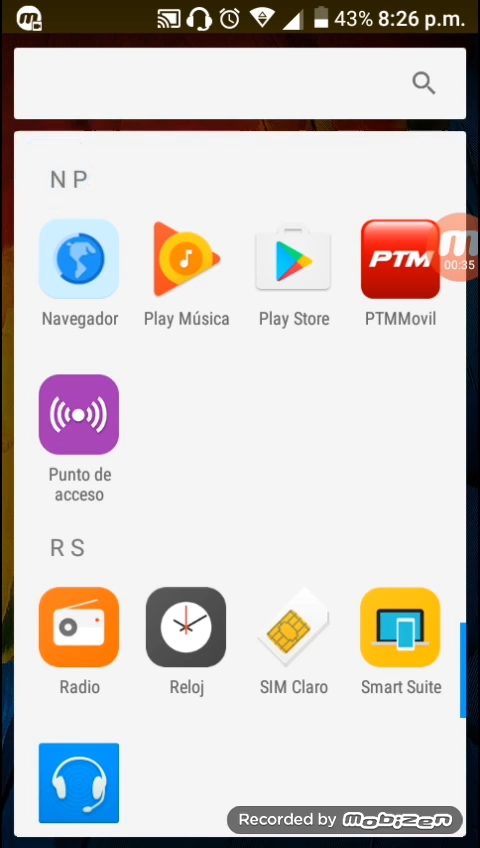 43% 8:26 p.m.
N P
PTM
00:35
Navegador
Play Música
Play Store
PTMMovil
Punto de
acceso
R S
Radio
Reloj
SIM Claro
Smart Suite
Recorded by mobizen